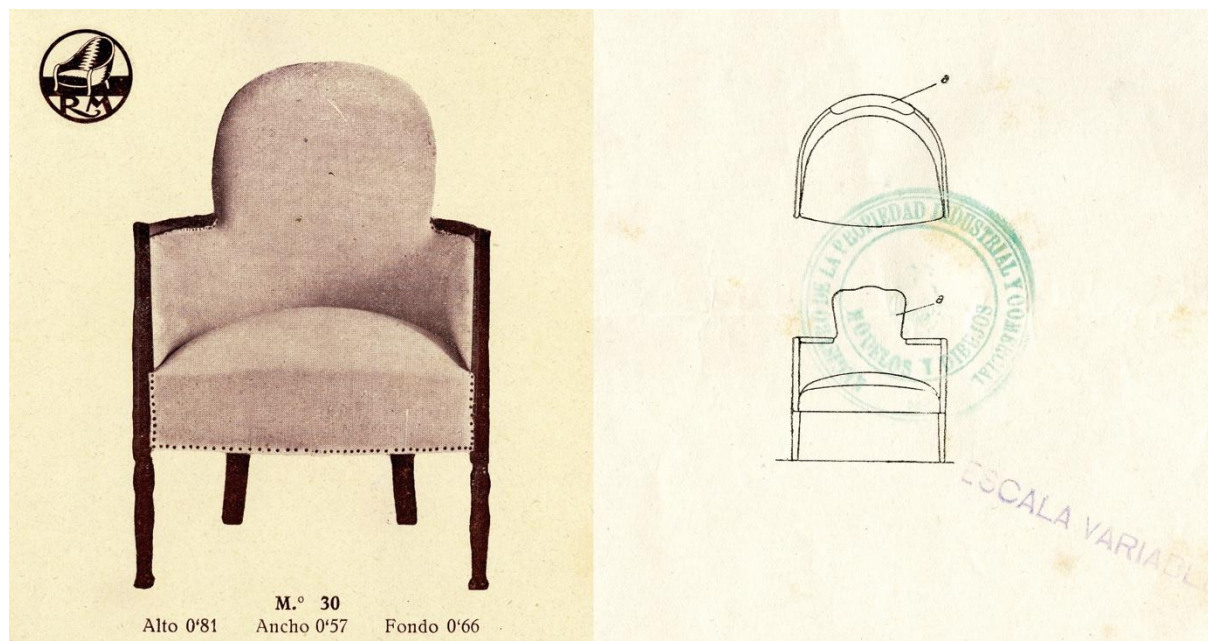 RM
M.º 30
Alto 0'81 Ancho 0'57 Fondo 0'66
a
a
DE LA PROPIEDAD INDUSTRIAL Y COMERCIAL
MODELOS Y DIBUJOS
ESCALA VARIABLE